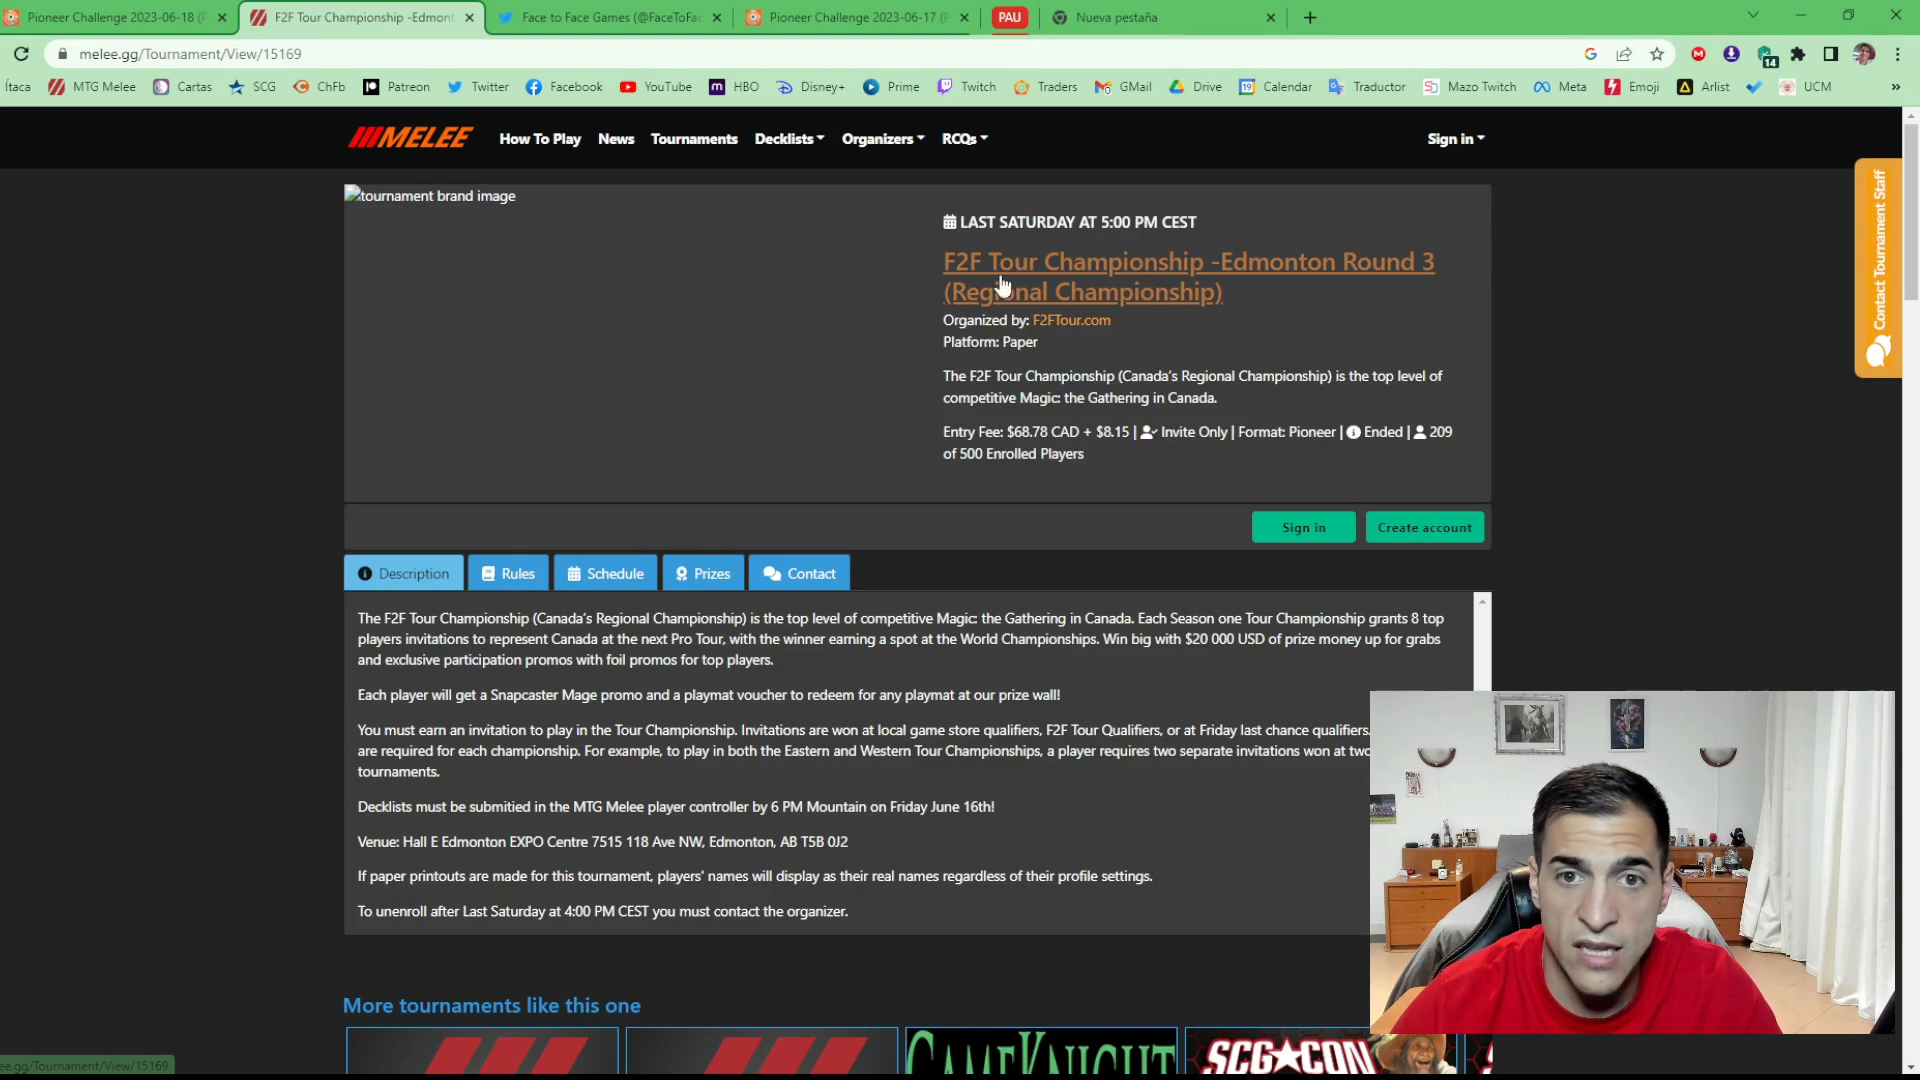 Pioneer Challenge 2023-06-18 (P
F2F Tour Championship -Edmont
Face to Face Games (@FaceToFac
Pioneer Challenge 2023-06-17 (P
PAU
Nueva pestaña
melee.gg/Tournament/View/15169
14
Ítaca
MTG Melee
Cartas
SCG
ChFb
Patreon
Twitter
Facebook
YouTube
HBO
Disney+
Prime
Twitch
Traders
GMail
Drive
19
Calendar
Traductor
Mazo Twitch
Meta
Emoji
Arlist
UCM
MELEE
How To Play
News
Tournaments
Decklists
Organizers
RCQs
Sign in
tournament brand image
LAST SATURDAY AT 5:00 PM CEST
F2F Tour Championship -Edmonton Round 3
(Regional Championship)
Organized by: F2FTour.com
Platform: Paper
The F2F Tour Championship (Canada's Regional Championship) is the top level of
competitive Magic: the Gathering in Canada.
Entry Fee: $68.78 CAD + $8.15 | Invite Only | Format: Pioneer | Ended | 209
of 500 Enrolled Players
Contact Tournament Staff
Sign in
Create account
Description
Rules
Schedule
Prizes
Contact
The F2F Tour Championship (Canada's Regional Championship) is the top level of competitive Magic: the Gathering in Canada. Each Season one Tour Championship grants 8 top
players invitations to represent Canada at the next Pro Tour, with the winner earning a spot at the World Championships. Win big with $20 000 USD of prize money up for grabs
and exclusive participation promos with foil promos for top players.
Each player will get a Snapcaster Mage promo and a playmat voucher to redeem for any playmat at our prize wall!
You must earn an invitation to play in the Tour Championship. Invitations are won at local game store qualifiers, F2F Tour Qualifiers, or at Friday last chance qualifiers.
are required for each championship. For example, to play in both the Eastern and Western Tour Championships, a player requires two separate invitations won at two
tournaments.
Decklists must be submitied in the MTG Melee player controller by 6 PM Mountain on Friday June 16th!
Venue: Hall E Edmonton EXPO Centre 7515 118 Ave NW, Edmonton, AB T5B 0J2
If paper printouts are made for this tournament, players' names will display as their real names regardless of their profile settings.
To unenroll after Last Saturday at 4:00 PM CEST you must contact the organizer.
More tournaments like this one
GAMEKNIGHT
SCG CON
ee.gg/Tournament/View/15169